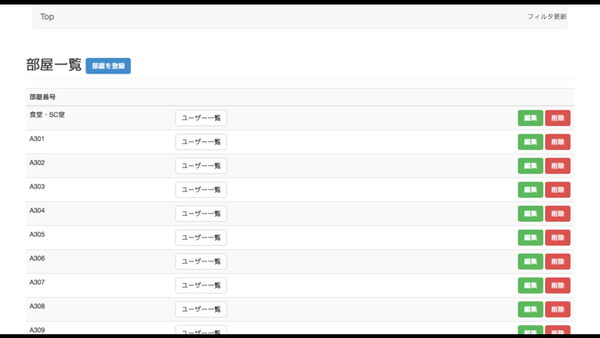 Top フィルタ更新
部屋一覧 部屋を登録
部屋番号
食堂・SC室 ユーザー一覧 編集 削除
A301 ユーザー一覧 編集 削除
A302 ユーザー一覧 編集 削除
A303 ユーザー一覧 編集 削除
A304 ユーザー一覧 編集 削除
A305 ユーザー一覧 編集 削除
A306 ユーザー一覧 編集 削除
A307 ユーザー一覧 編集 削除
A308 ユーザー一覧 編集 削除
A309 ユーザー一覧 編集 削除